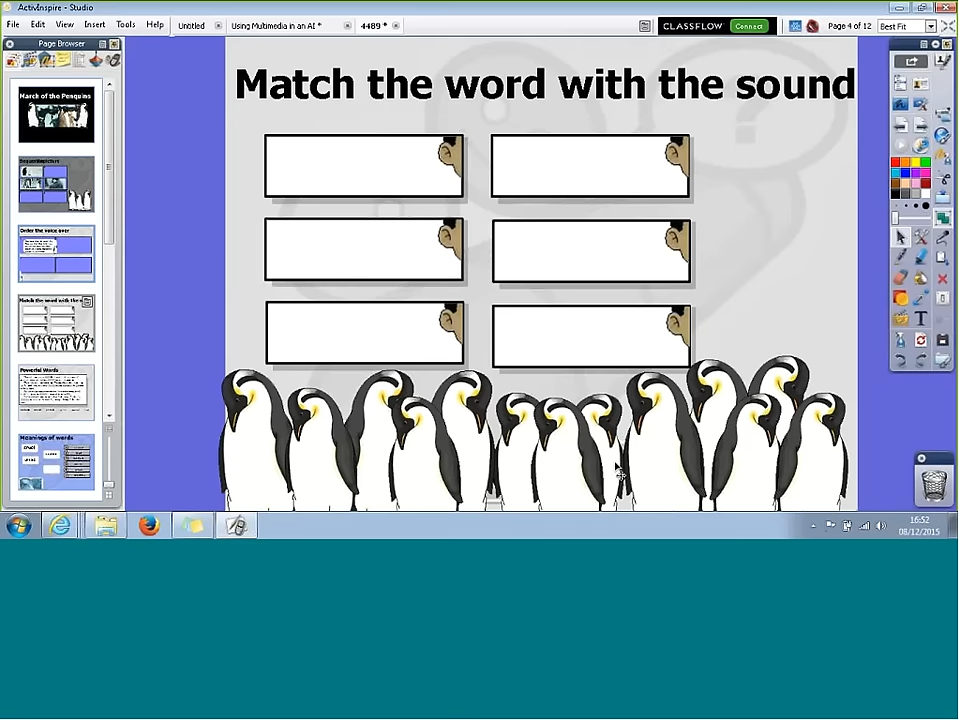 ActivInspire - Studio
File Edit View Insert Tools Help
Untitled
Using Multimedia in an AI *
4489 *
CLASSFLOW
Connect
Page 4 of 12
Best Fit
Page Browser
Match the word with the sound
March of the Penguins
Order the voice over
Match the word with the s
Powerful Words
Meanings of words
T
16:52
08/12/2015